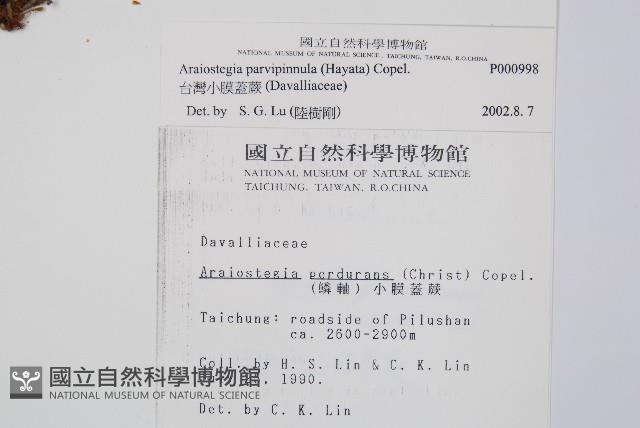 國立自然科學博物館
NATIONAL MUSEUM OF NATURAL SCIENCE , TAICHUNG, TAIWAN, R.O.CHINA
Araiostegia parvipinnula (Hayata) Copel. P000998
台灣小膜蓋蕨 (Davalliaceae)
Det. by S. G. Lu (陸樹剛) 2002.8. 7
國立自然科學博物館
NATIONAL MUSEUM OF NATURAL SCIENCE
TAICHUNG, TAIWAN, R.O.CHINA
Davalliaceae
Araiostegia perdurans (Christ) Copel.
(鱗軸) 小膜蓋蕨
Taichung: roadside of Pilushan
ca. 2600-2900m
Coll. by H. S. Lin & C. K. Lin
1990.
Det. by C. K. Lin
國立自然科學博物館
NATIONAL MUSEUM OF NATURAL SCIENCE